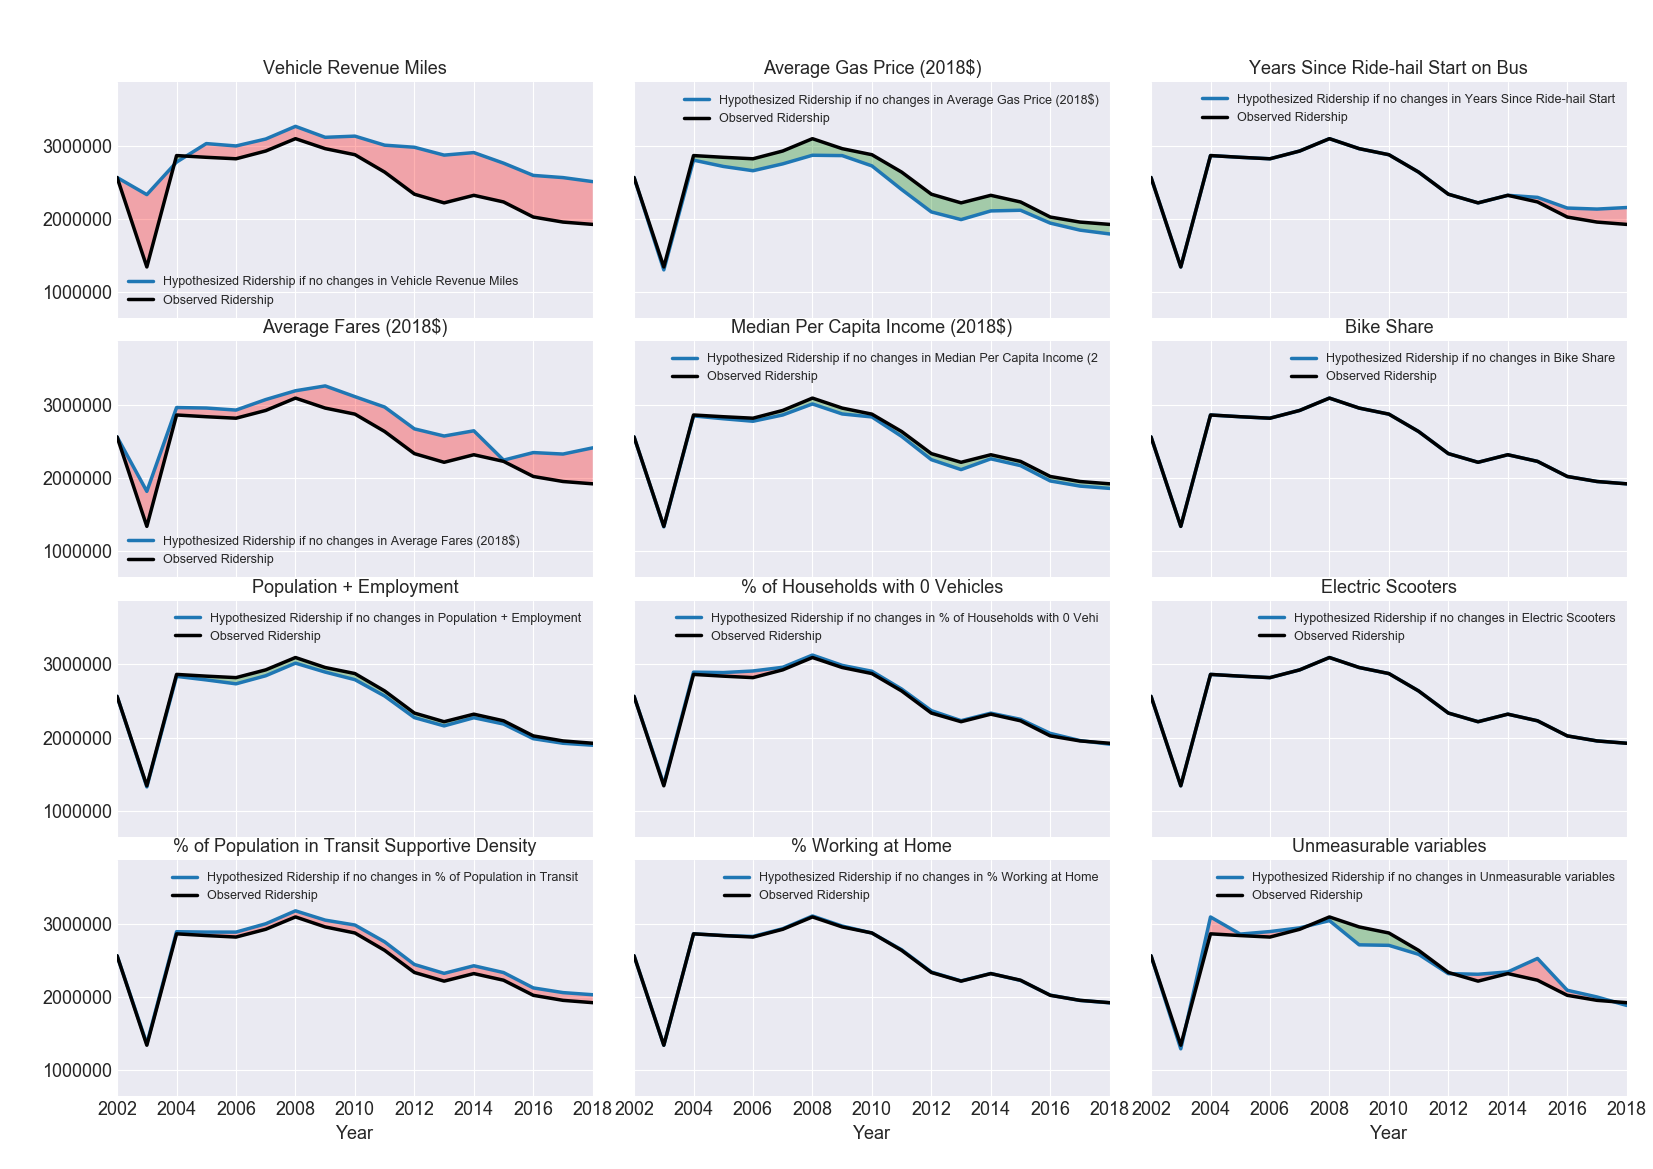 Vehicle Revenue Miles
3000000
2000000
1000000
Hypothesized Ridership if no changes in Vehicle Revenue Miles
Observed Ridership
Average Gas Price (2018$)
Hypothesized Ridership if no changes in Average Gas Price (2018$)
Observed Ridership
Years Since Ride-hail Start on Bus
Hypothesized Ridership if no changes in Years Since Ride-hail Start
Observed Ridership
Average Fares (2018$)
3000000
2000000
1000000
Hypothesized Ridership if no changes in Average Fares (2018$)
Observed Ridership
Median Per Capita Income (2018$)
Hypothesized Ridership if no changes in Median Per Capita Income (2
Observed Ridership
Bike Share
Hypothesized Ridership if no changes in Bike Share
Observed Ridership
Population + Employment
Hypothesized Ridership if no changes in Population + Employment
Observed Ridership
3000000
2000000
1000000
% of Households with 0 Vehicles
Hypothesized Ridership if no changes in % of Households with 0 Vehi
Observed Ridership
Electric Scooters
Hypothesized Ridership if no changes in Electric Scooters
Observed Ridership
% of Population in Transit Supportive Density
Hypothesized Ridership if no changes in % of Population in Transit
Observed Ridership
3000000
2000000
1000000
2002 2004 2006 2008 2010 2012 2014 2016 2018
Year
% Working at Home
Hypothesized Ridership if no changes in % Working at Home
Observed Ridership
2002 2004 2006 2008 2010 2012 2014 2016 2018
Year
Unmeasurable variables
Hypothesized Ridership if no changes in Unmeasurable variables
Observed Ridership
2002 2004 2006 2008 2010 2012 2014 2016 2018
Year